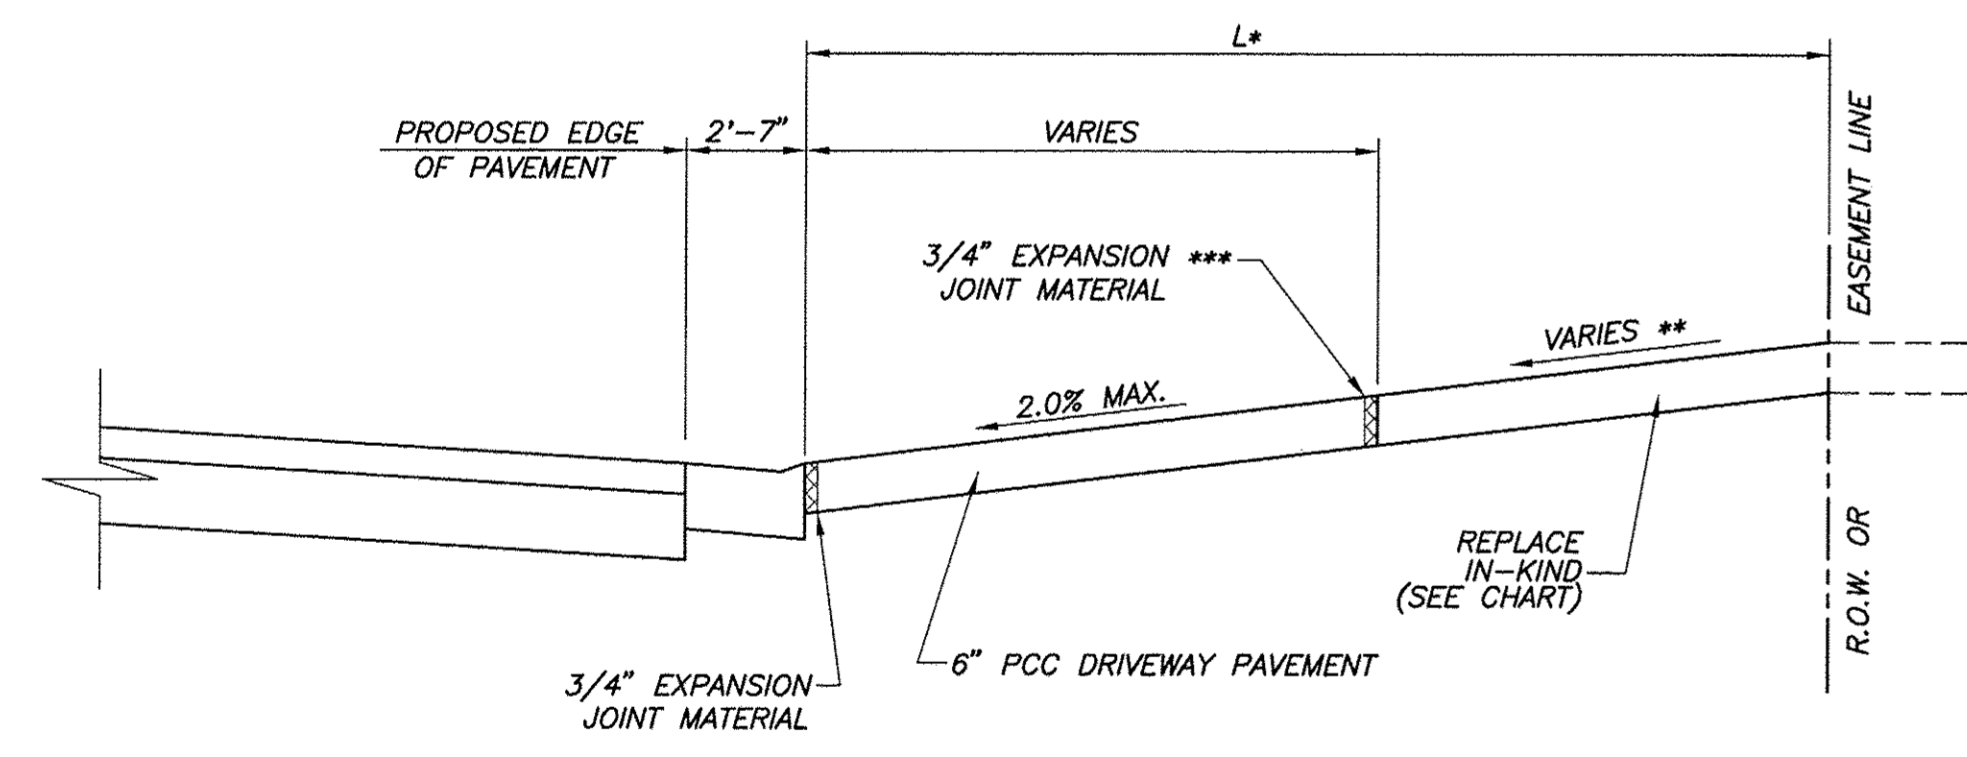 L*
PROPOSED EDGE
OF PAVEMENT
2'-7"
VARIES
3/4" EXPANSION ***
JOINT MATERIAL
EASEMENT LINE
VARIES **
2.0% MAX.
REPLACE
IN-KIND
(SEE CHART)
R.O.W. OR
6" PCC DRIVEWAY PAVEMENT
3/4" EXPANSION
JOINT MATERIAL